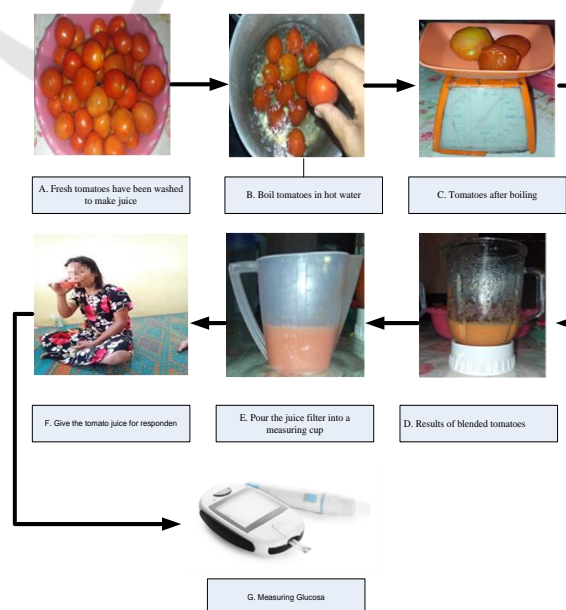 A. Fresh tomatoes have been washed
to make juice
B. Boil tomatoes in hot water
C. Tomatoes after boiling
F. Give the tomato juice for responden
E. Pour the juice filter into a
measuring cup
D. Results of blended tomatoes
G. Measuring Glucosa